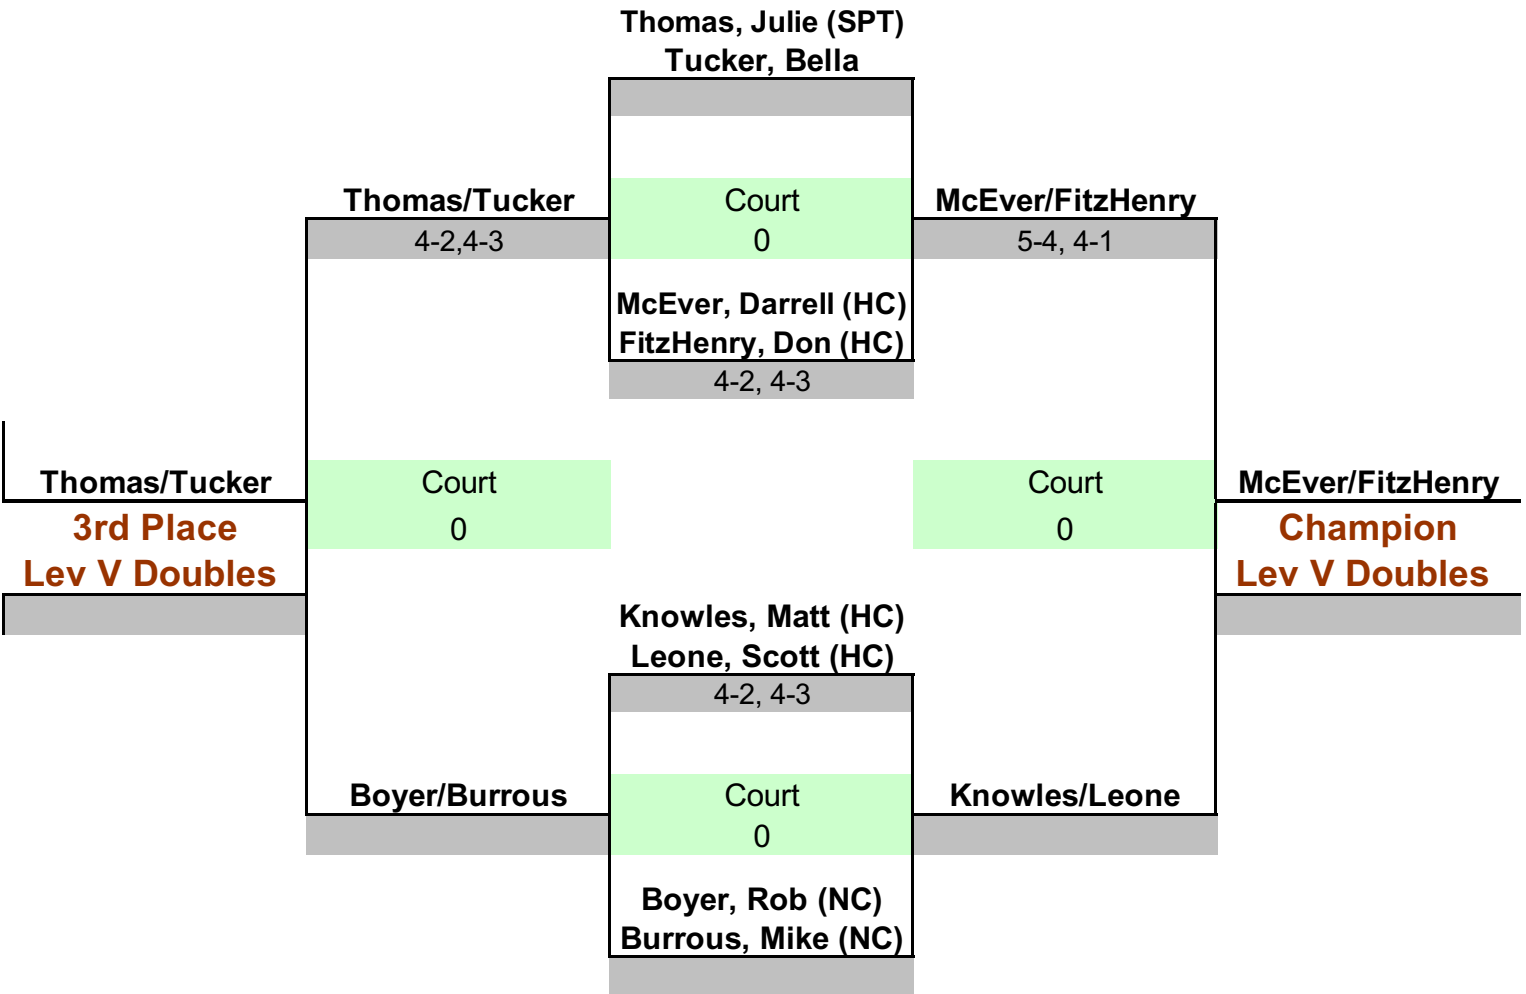 Thomas, Julie (SPT)
Tucker, Bella
Thomas/Tucker
Court
McEver/FitzHenry
4-2,4-3
0
5-4, 4-1
McEver, Darrell (HC)
FitzHenry, Don (HC)
4-2, 4-3
Thomas/Tucker
Court
Court
McEver/FitzHenry
3rd Place
0
0
Champion
Lev V Doubles
Lev V Doubles
Knowles, Matt (HC)
Leone, Scott (HC)
4-2, 4-3
Boyer/Burrous
Court
Knowles/Leone
0
Boyer, Rob (NC)
Burrous, Mike (NC)